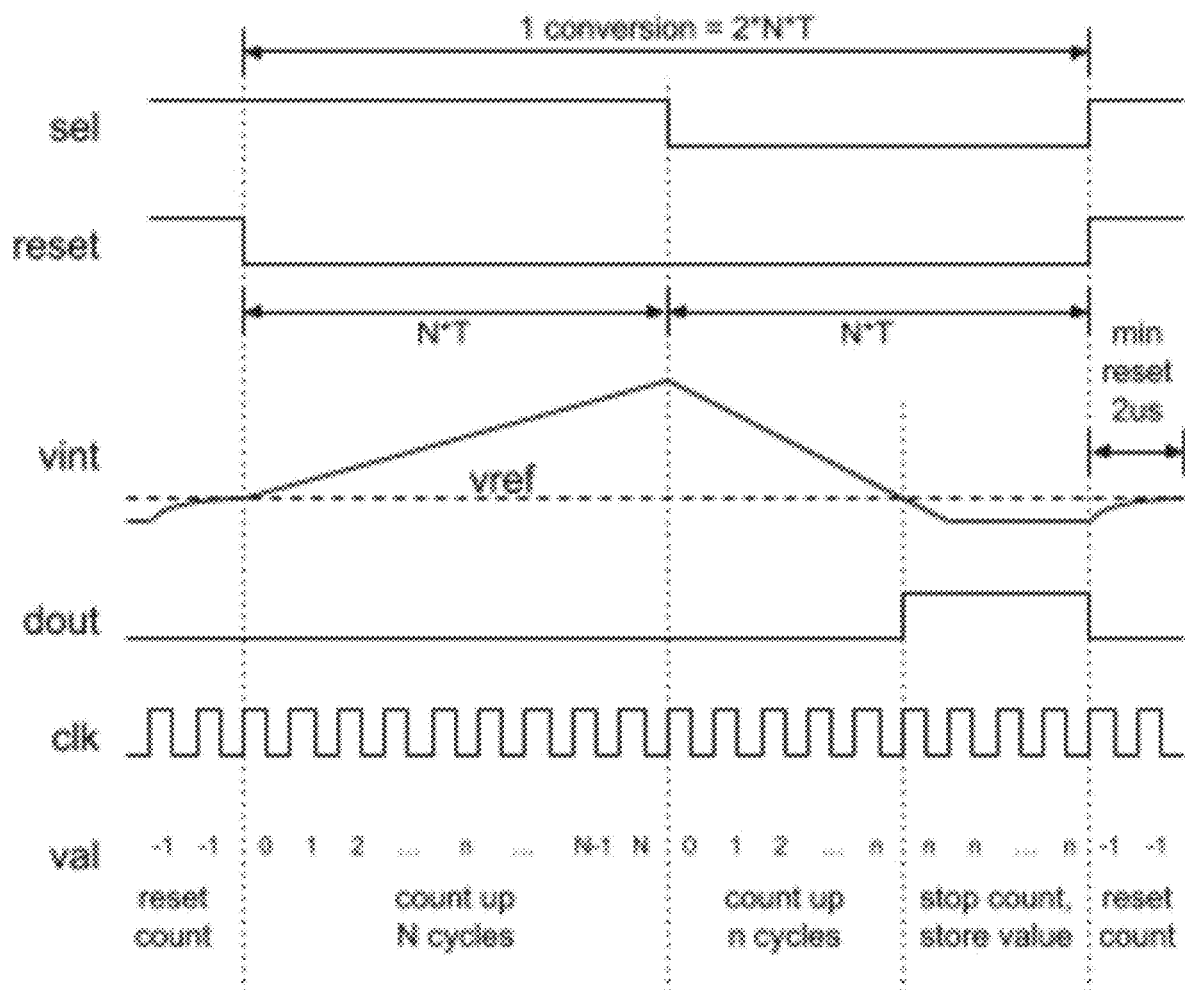 1 conversion = 2*N*T
sel
reset
N*T N*T
min
reset
2us
vint
vref
dout
clk
val -1 -1 0 1 2 ... n ... N-1 N 0 1 2 ... n n n ... n -1 -1
reset count up count up stop count, reset
count N cycles n cycles store value count